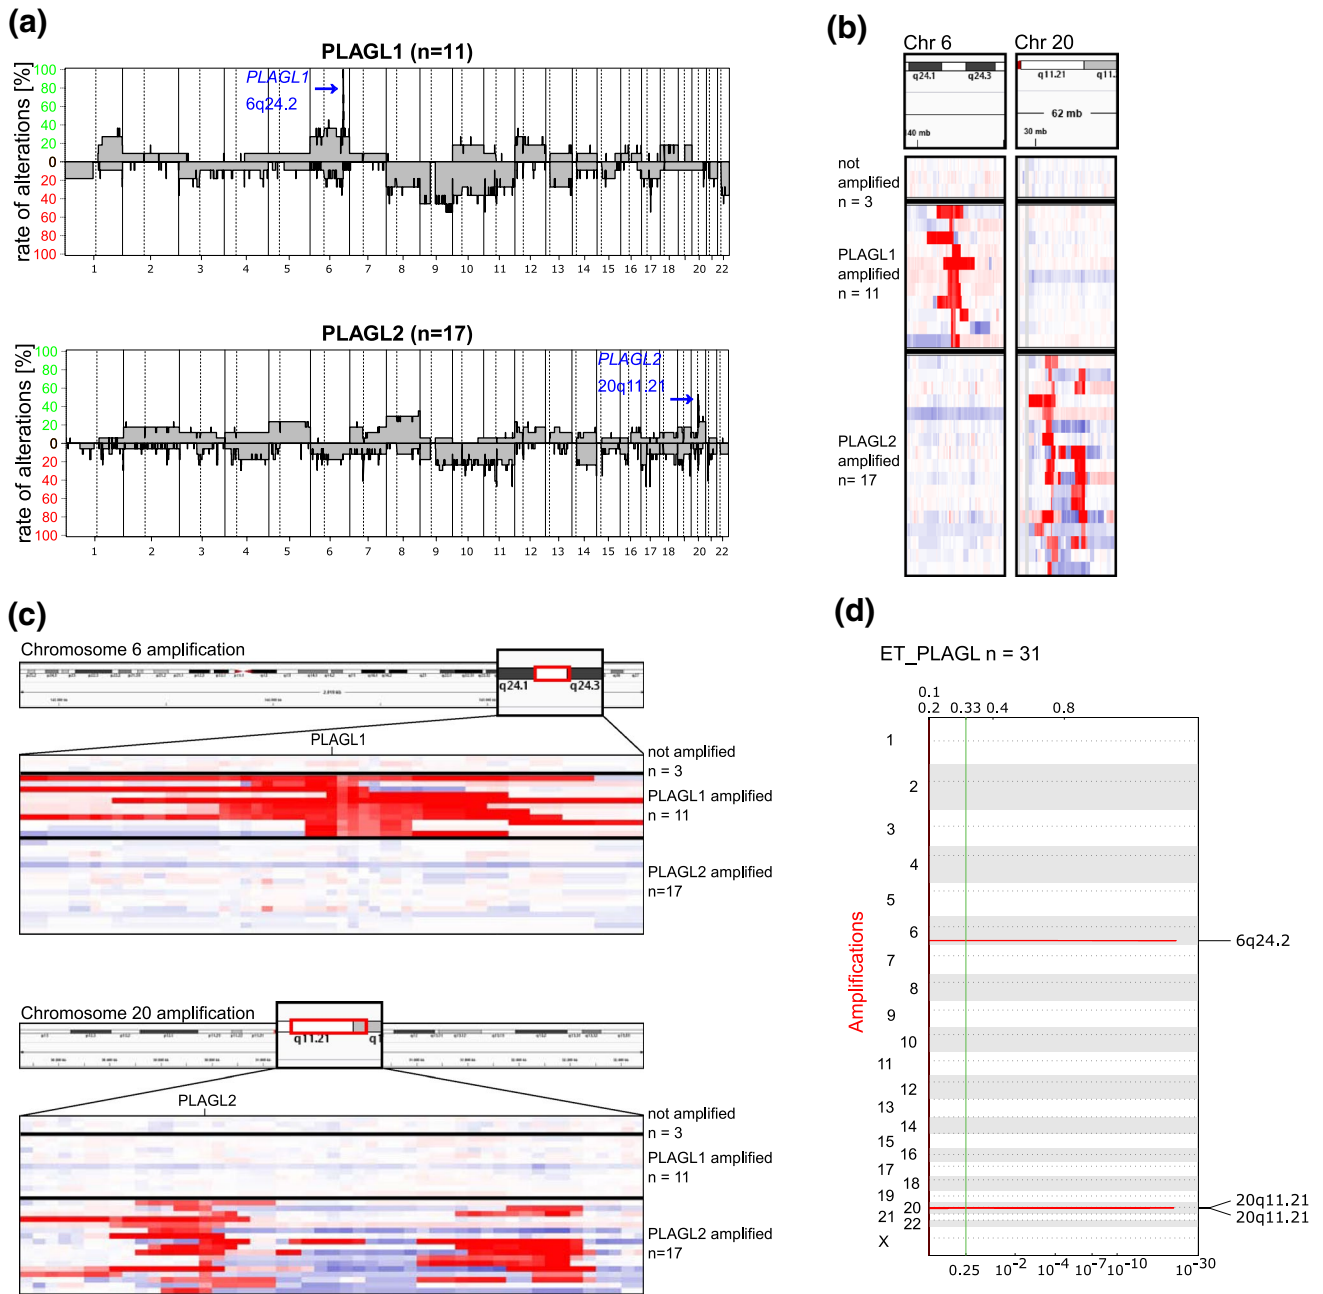 (a)
PLAGL1 (n=11)
rate of alterations [%]
100
80
60
40
20
0
20
40
60
80
100
PLAGL1
6q24.2
1 2 3 4 5 6 7 8 9 10 11 12 13 14 15 16 17 18 20 22
PLAGL2 (n=17)
rate of alterations [%]
100
80
60
40
20
0
20
40
60
80
100
PLAGL2
20q11.21
1 2 3 4 5 6 7 8 9 10 11 12 13 14 15 16 17 18 20 22
(b)
Chr 6
Chr 20
q24.1 q24.3
q11.21 q11.
62 mb
40 mb
30 mb
not
amplified
n = 3
PLAGL1
amplified
n = 11
PLAGL2
amplified
n= 17
(c)
Chromosome 6 amplification
q24.1 q24.3
PLAGL1
not amplified
n = 3
PLAGL1 amplified
n = 11
PLAGL2 amplified
n=17
Chromosome 20 amplification
q11.21 q1
PLAGL2
not amplified
n = 3
PLAGL1 amplified
n = 11
PLAGL2 amplified
n=17
(d)
ET_PLAGL n = 31
0.1
0.2 0.33 0.4 0.8
Amplifications
1
2
3
4
5
6
7
8
9
10
11
12
13
14
15
16
17
18
19
20
21
22
X
6q24.2
20q11.21
20q11.21
0.25 10⁻² 10⁻⁴ 10⁻⁷ 10⁻¹⁰ 10⁻³⁰